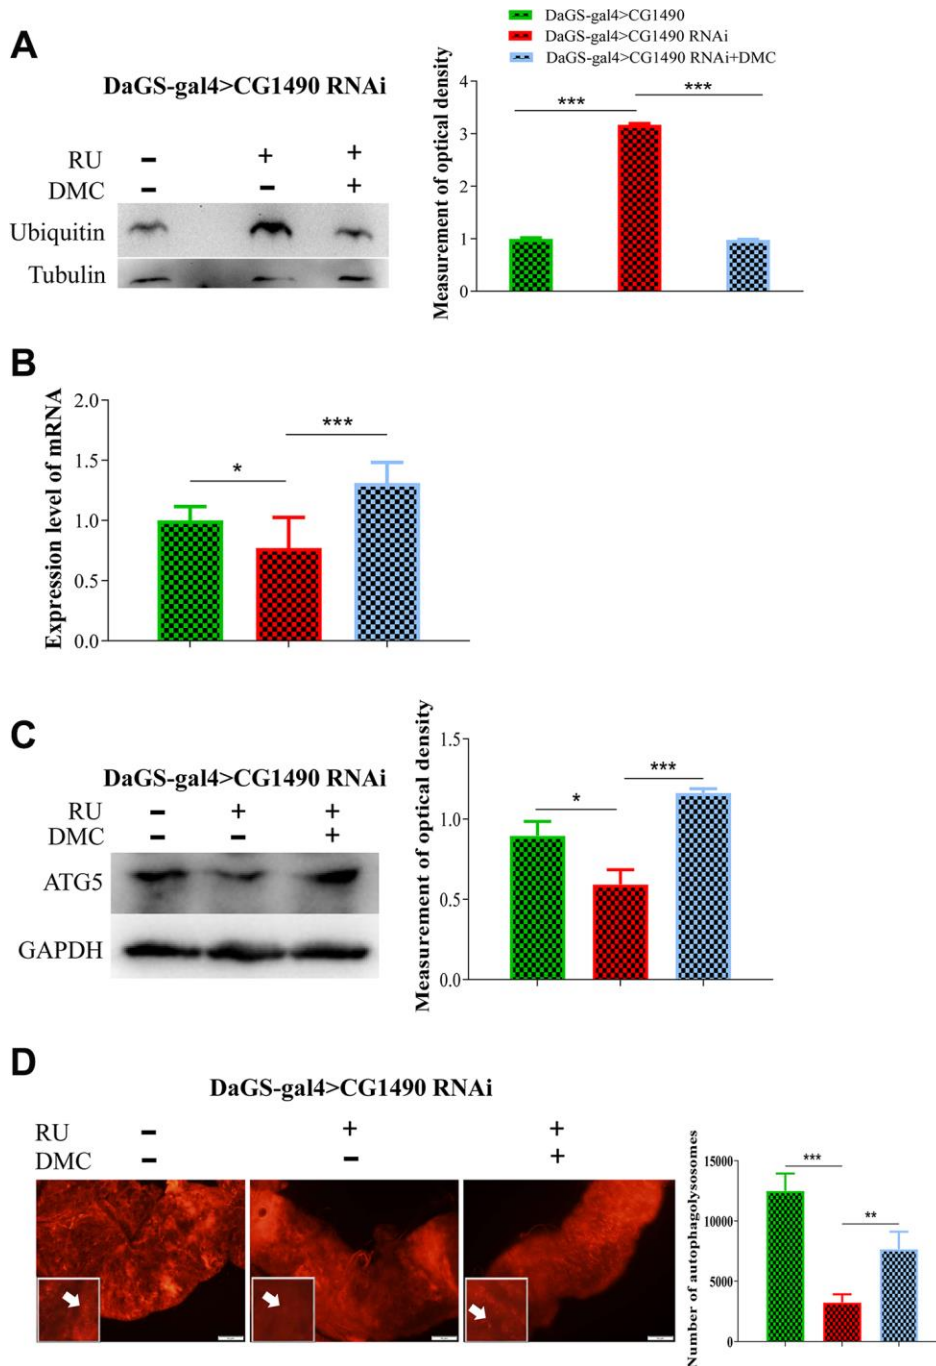 A
DaGS-gal4>CG1490 RNAi
RU - + +
DMC - - +
Ubiquitin
Tubulin
DaGS-gal4>CG1490
DaGS-gal4>CG1490 RNAi
DaGS-gal4>CG1490 RNAi+DMC
Measurement of optical density
4
3
2
1
0
***
***
B
Expression level of mRNA
2.0
1.5
1.0
0.5
0.0
*
***
C
DaGS-gal4>CG1490 RNAi
RU - + +
DMC - - +
ATG5
GAPDH
Measurement of optical density
1.5
1.0
0.5
0.0
*
***
D
DaGS-gal4>CG1490 RNAi
RU - + +
DMC - - +
Number of autophagolysosomes
15000
10000
5000
0
***
**